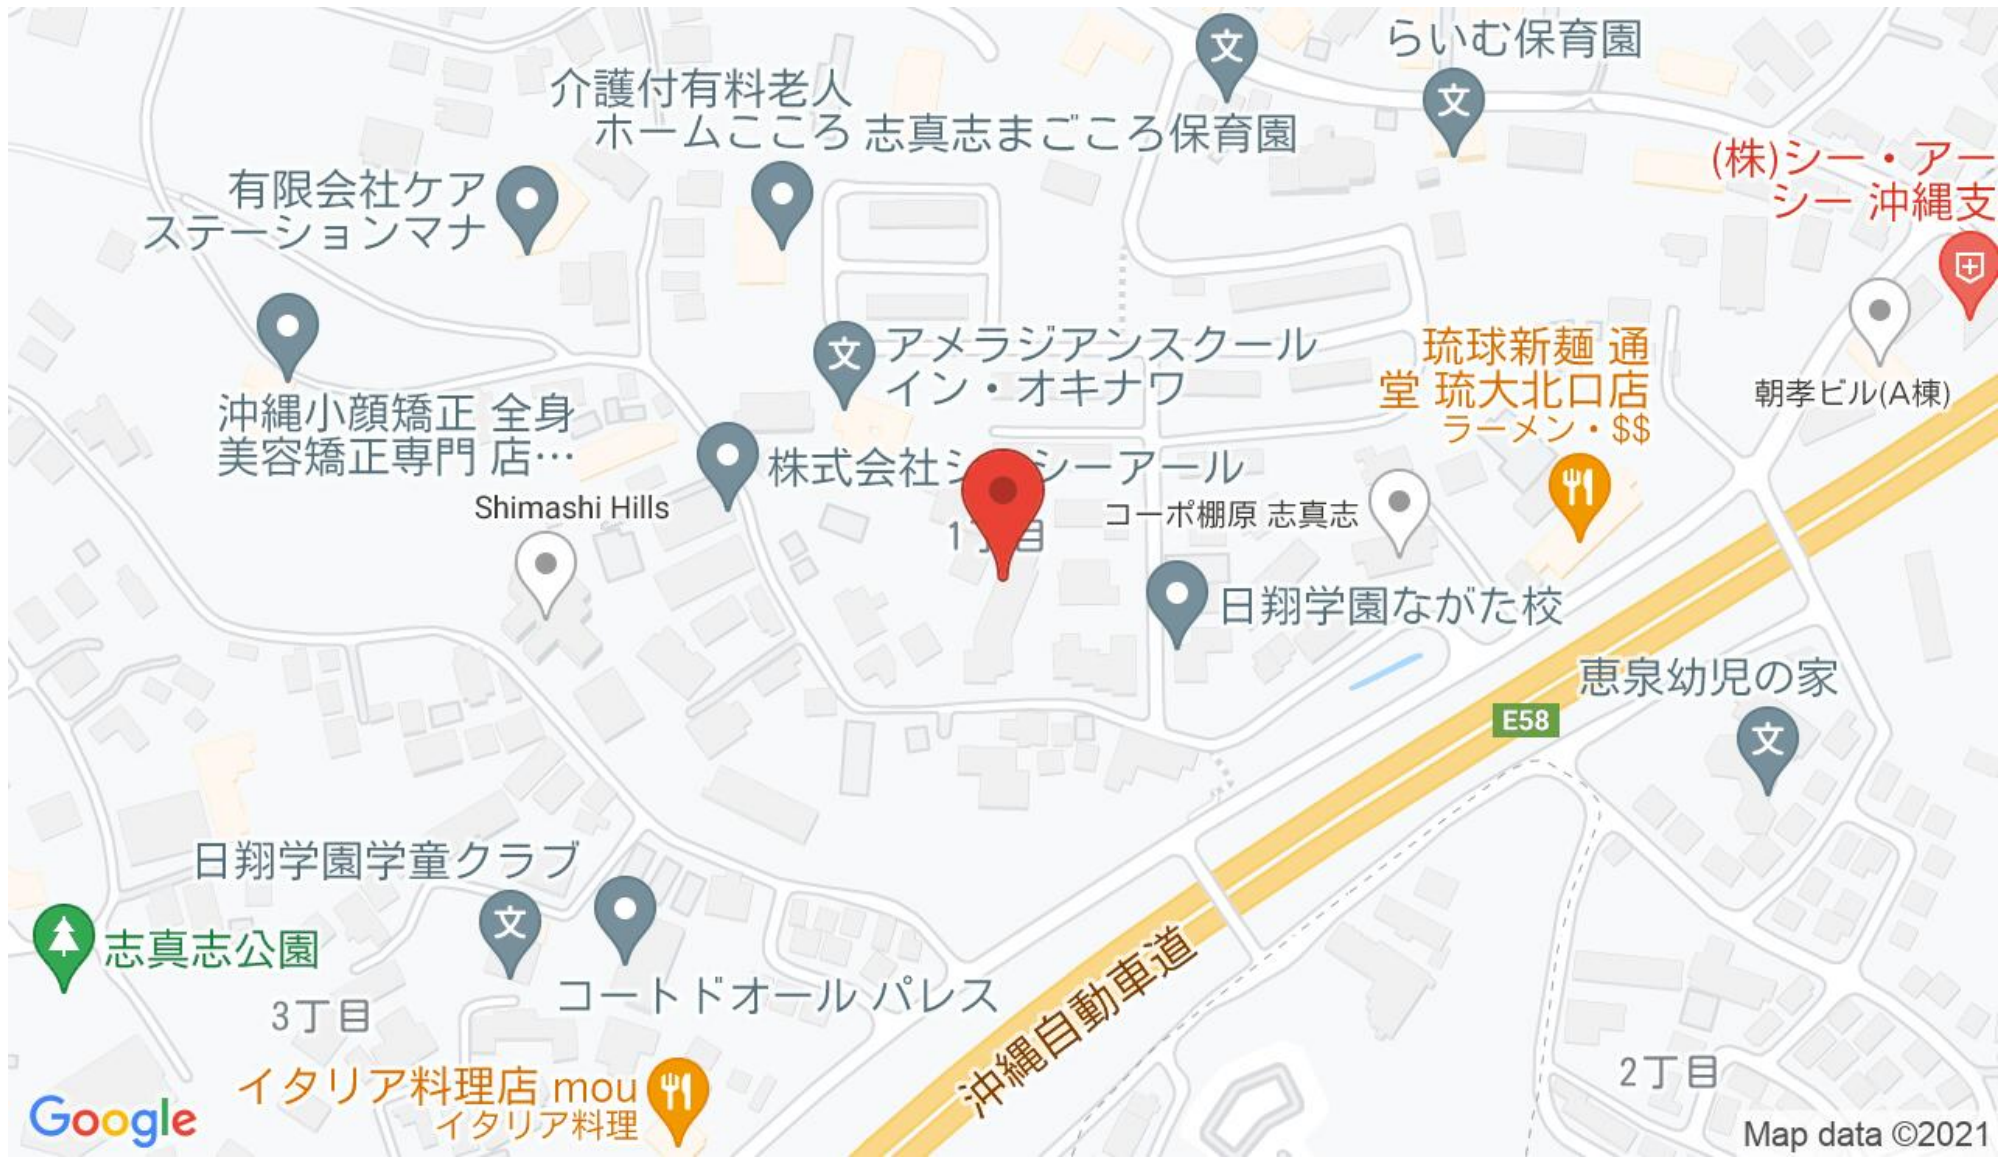 らいむ保育園
介護付有料老人
ホームこころ
志真志まごころ保育園
(株)シー・アー
シー 沖縄支
有限会社ケア
ステーションマナ
アメラジアンスクール
イン・オキナワ
琉球新麺 通
堂 琉大北口店
ラーメン・$$
朝孝ビル(A棟)
沖縄小顔矯正 全身
美容矯正専門 店…
株式会社シ
シーアール
Shimashi Hills
コーポ棚原 志真志
1丁目
日翔学園ながた校
恵泉幼児の家
E58
日翔学園学童クラブ
志真志公園
コートドオール パレス
3丁目
沖縄自動車道
2丁目
イタリア料理店 mou
イタリア料理
Google
Map data ©2021
文
文
文
文
文